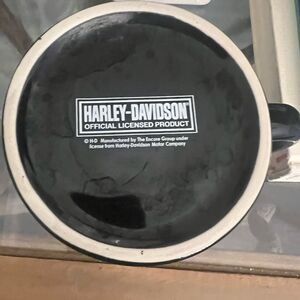 HARLEY-DAVIDSON
OFFICIAL LICENSED PRODUCT
© H-D Manufactured by The Encore Group under
license from Harley-Davidson Motor Company